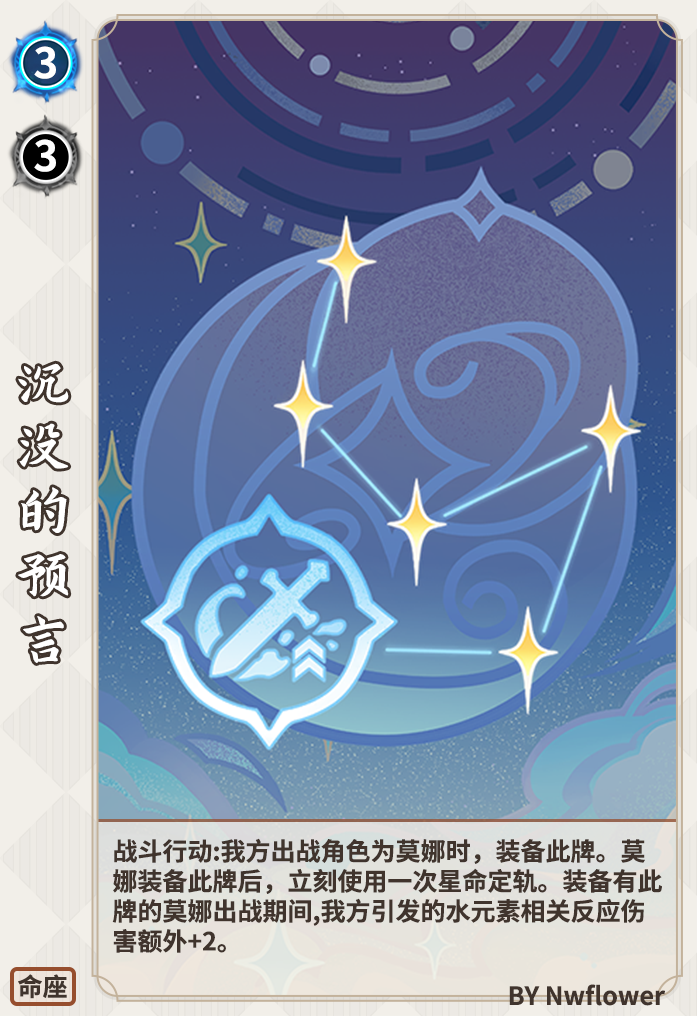 3
3
沉没的预言
战斗行动:我方出战角色为莫娜时，装备此牌。莫
娜装备此牌后，立刻使用一次星命定轨。装备有此
牌的莫娜出战期间,我方引发的水元素相关反应伤
害额外+2。
命座
BY Nwflower